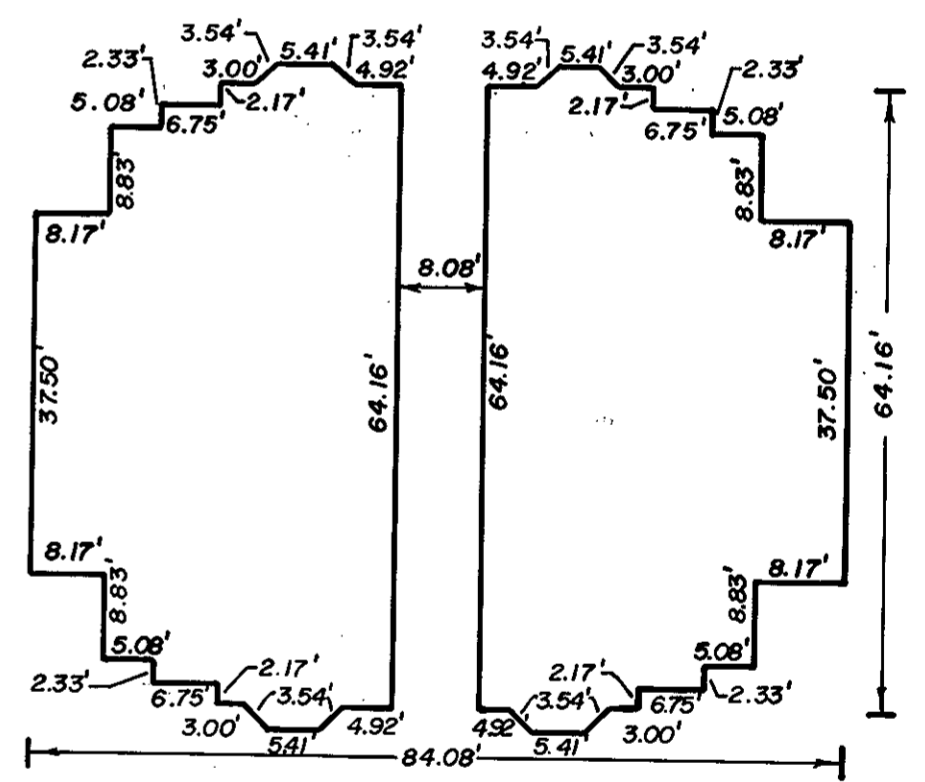 3.54' 5.41' 3.54' 3.54' 5.41' 3.54'
2.33' 3.00' 4.92' 4.92' 3.00' 2.33'
5.08' 6.75' 2.17' 2.17' 6.75' 5.08'
8.83' 8.83'
8.17' 8.17'
8.08'
37.50' 64.16' 64.16' 37.50' 64.16'
8.17' 8.17'
8.83' 8.83'
5.08' 2.17' 2.17' 5.08'
2.33' 6.75' 3.54' 3.54' 6.75' 2.33'
3.00' 5.41' 4.92' 4.92 5.41' 3.00'
84.08'